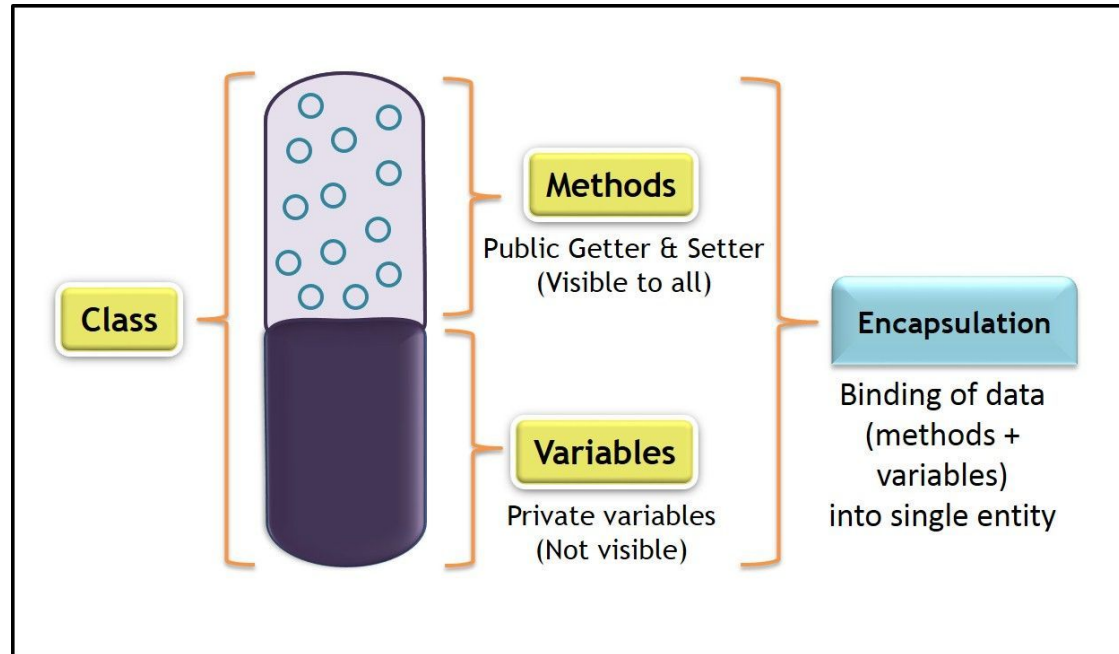 Class
Methods
Public Getter & Setter
(Visible to all)
Variables
Private variables
(Not visible)
Encapsulation
Binding of data
(methods +
variables)
into single entity